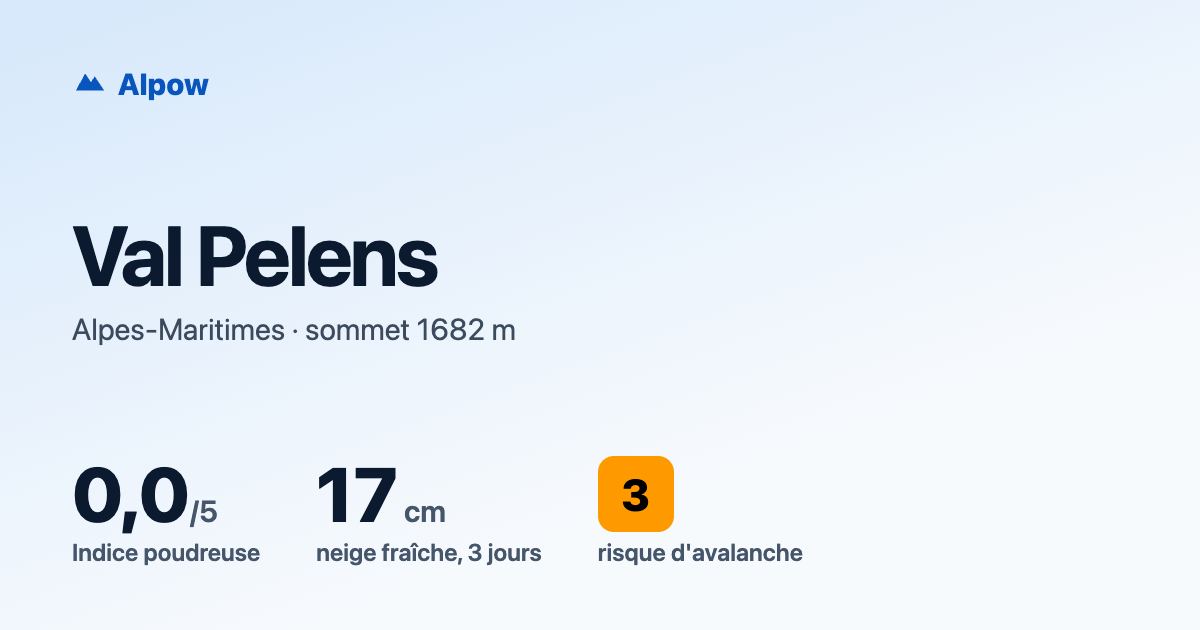 Alpow
Val Pelens
Alpes-Maritimes · sommet 1682 m
0,0/5
Indice poudreuse
17 cm
neige fraîche, 3 jours
3
risque d'avalanche